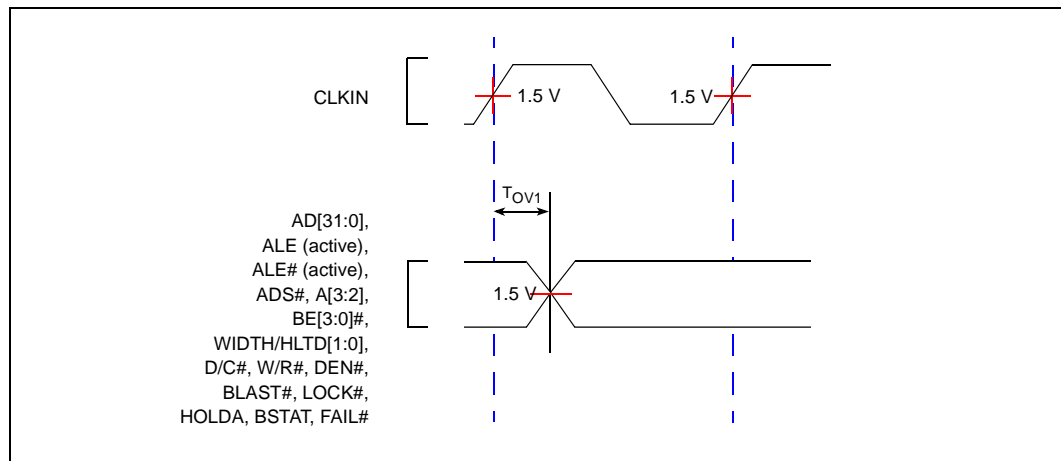 CLKIN
1.5 V
1.5 V
TOV1
AD[31:0],
ALE (active),
ALE# (active),
ADS#, A[3:2],
1.5 V
BE[3:0]#,
WIDTH/HLTD[1:0],
D/C#, W/R#, DEN#,
BLAST#, LOCK#,
HOLDA, BSTAT, FAIL#